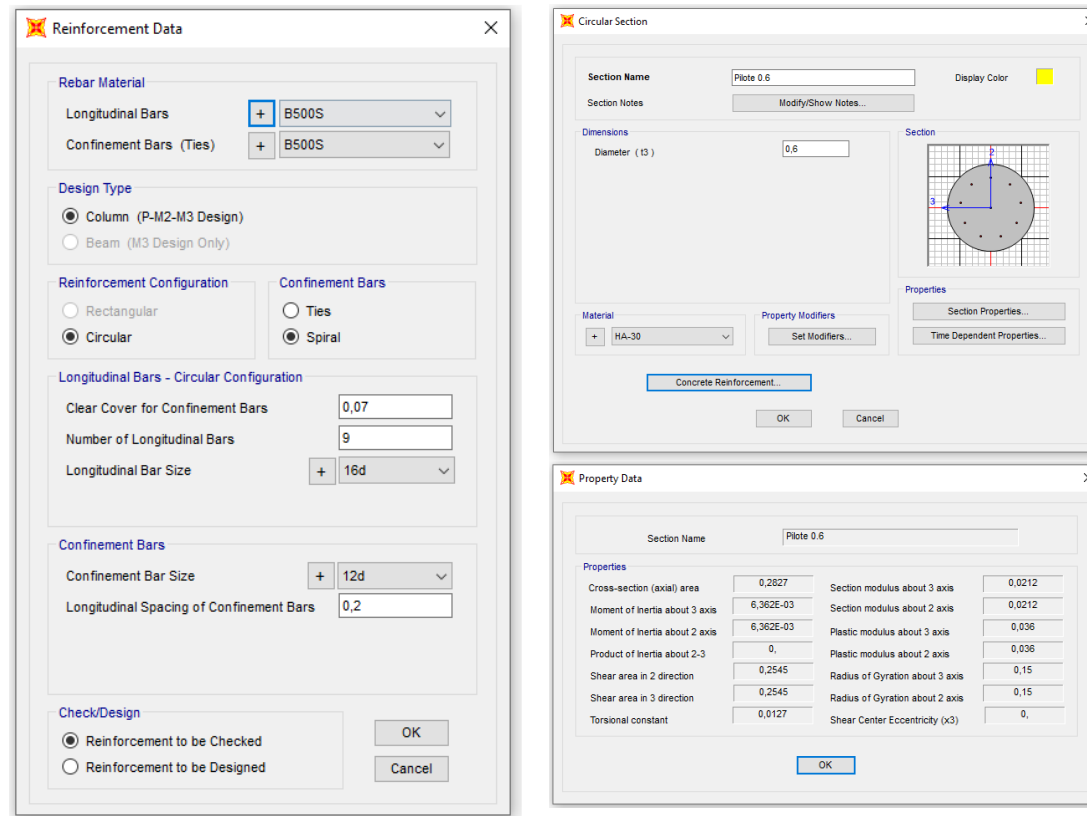 Reinforcement Data
Rebar Material
Longitudinal Bars + B500S
Confinement Bars (Ties) + B500S
Design Type
Column (P-M2-M3 Design)
Beam (M3 Design Only)
Reinforcement Configuration
Rectangular
Circular
Confinement Bars
Ties
Spiral
Longitudinal Bars - Circular Configuration
Clear Cover for Confinement Bars 0,07
Number of Longitudinal Bars 9
Longitudinal Bar Size + 16d
Confinement Bars
Confinement Bar Size + 12d
Longitudinal Spacing of Confinement Bars 0,2
Check/Design
Reinforcement to be Checked
Reinforcement to be Designed
OK
Cancel
Circular Section
Section Name Pilote 0.6 Display Color
Section Notes Modify/Show Notes...
Dimensions
Diameter ( t3 ) 0,6
Section
2
3
Properties
Section Properties...
Time Dependent Properties...
Material
+ HA-30
Property Modifiers
Set Modifiers...
Concrete Reinforcement...
OK Cancel
Property Data
Section Name Pilote 0.6
Properties
Cross-section (axial) area 0,2827 Section modulus about 3 axis 0,0212
Moment of Inertia about 3 axis 6,362E-03 Section modulus about 2 axis 0,0212
Moment of Inertia about 2 axis 6,362E-03 Plastic modulus about 3 axis 0,036
Product of Inertia about 2-3 0, Plastic modulus about 2 axis 0,036
Shear area in 2 direction 0,2545 Radius of Gyration about 3 axis 0,15
Shear area in 3 direction 0,2545 Radius of Gyration about 2 axis 0,15
Torsional constant 0,0127 Shear Center Eccentricity (x3) 0,
OK